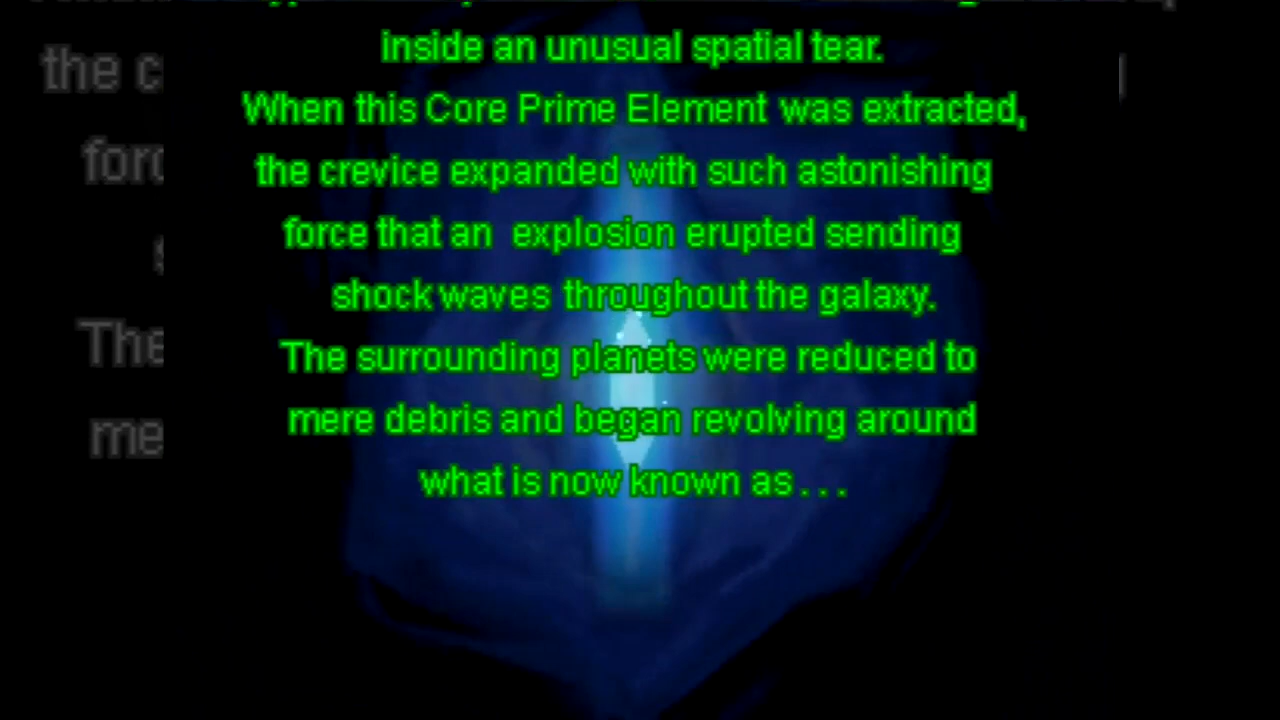 inside an unusual spatial tear.
When this Core Prime Element was extracted,
the crevice expanded with such astonishing
force that an explosion erupted sending
shock waves throughout the galaxy.
The surrounding planets were reduced to
mere debris and began revolving around
what is now known as . . .